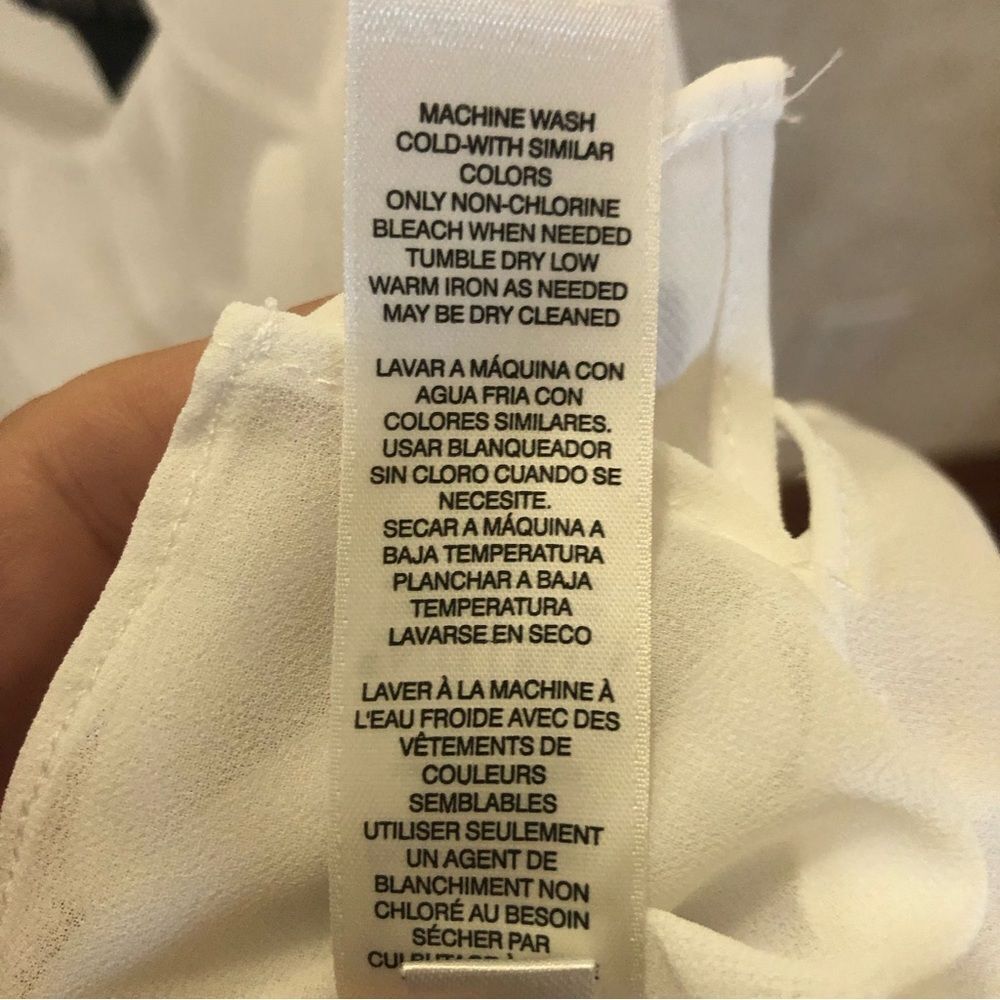 MACHINE WASH
COLD-WITH SIMILAR
COLORS
ONLY NON-CHLORINE
BLEACH WHEN NEEDED
TUMBLE DRY LOW
WARM IRON AS NEEDED
MAY BE DRY CLEANED
LAVAR A MÁQUINA CON
AGUA FRIA CON
COLORES SIMILARES.
USAR BLANQUEADOR
SIN CLORO CUANDO SE
NECESITE.
SECAR A MÁQUINA A
BAJA TEMPERATURA
PLANCHAR A BAJA
TEMPERATURA
LAVARSE EN SECO
LAVER À LA MACHINE À
L'EAU FROIDE AVEC DES
VÊTEMENTS DE
COULEURS
SEMBLABLES
UTILISER SEULEMENT
UN AGENT DE
BLANCHIMENT NON
CHLORÉ AU BESOIN
SÉCHER PAR